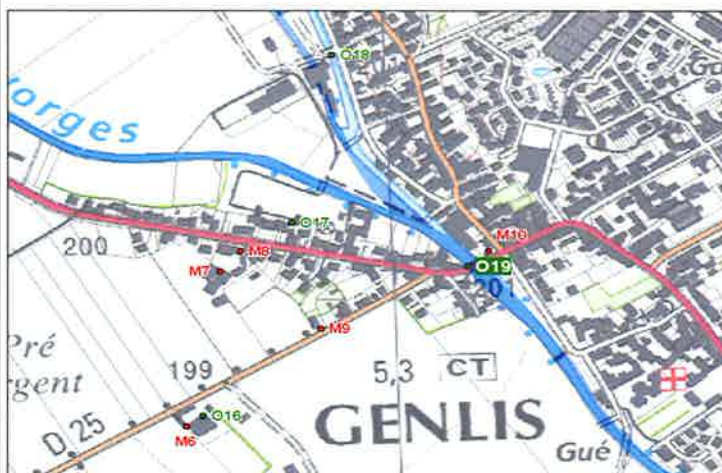 O18
orges
O17
200
M8
M7
M10
O19
201
M9
Pré
rgent
199
5,3
CT
O16
M6
D 25
GENLIS
Gué